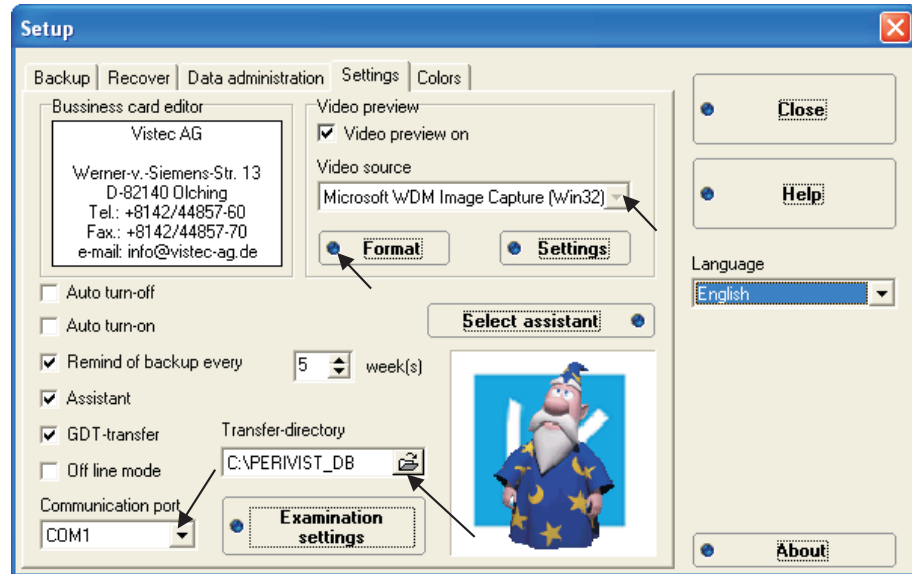 Setup
Backup
Recover
Data administration
Settings
Colors
Bussiness card editor
Vistec AG
Werner-v.-Siemens-Str. 13
D-82140 Olching
Tel.: +8142/44857-60
Fax.: +8142/44857-70
e-mail: info@vistec-ag.de
Video preview
Video preview on
Video source
Microsoft WDM Image Capture (Win32)
Format
Settings
Close
Help
Language
English
Auto turn-off
Auto turn-on
Select assistant
Remind of backup every
5
week(s)
Assistant
GDT-transfer
Transfer-directory
Off line mode
C:\PERIVIST_DB
Communication port
COM1
Examination
settings
About